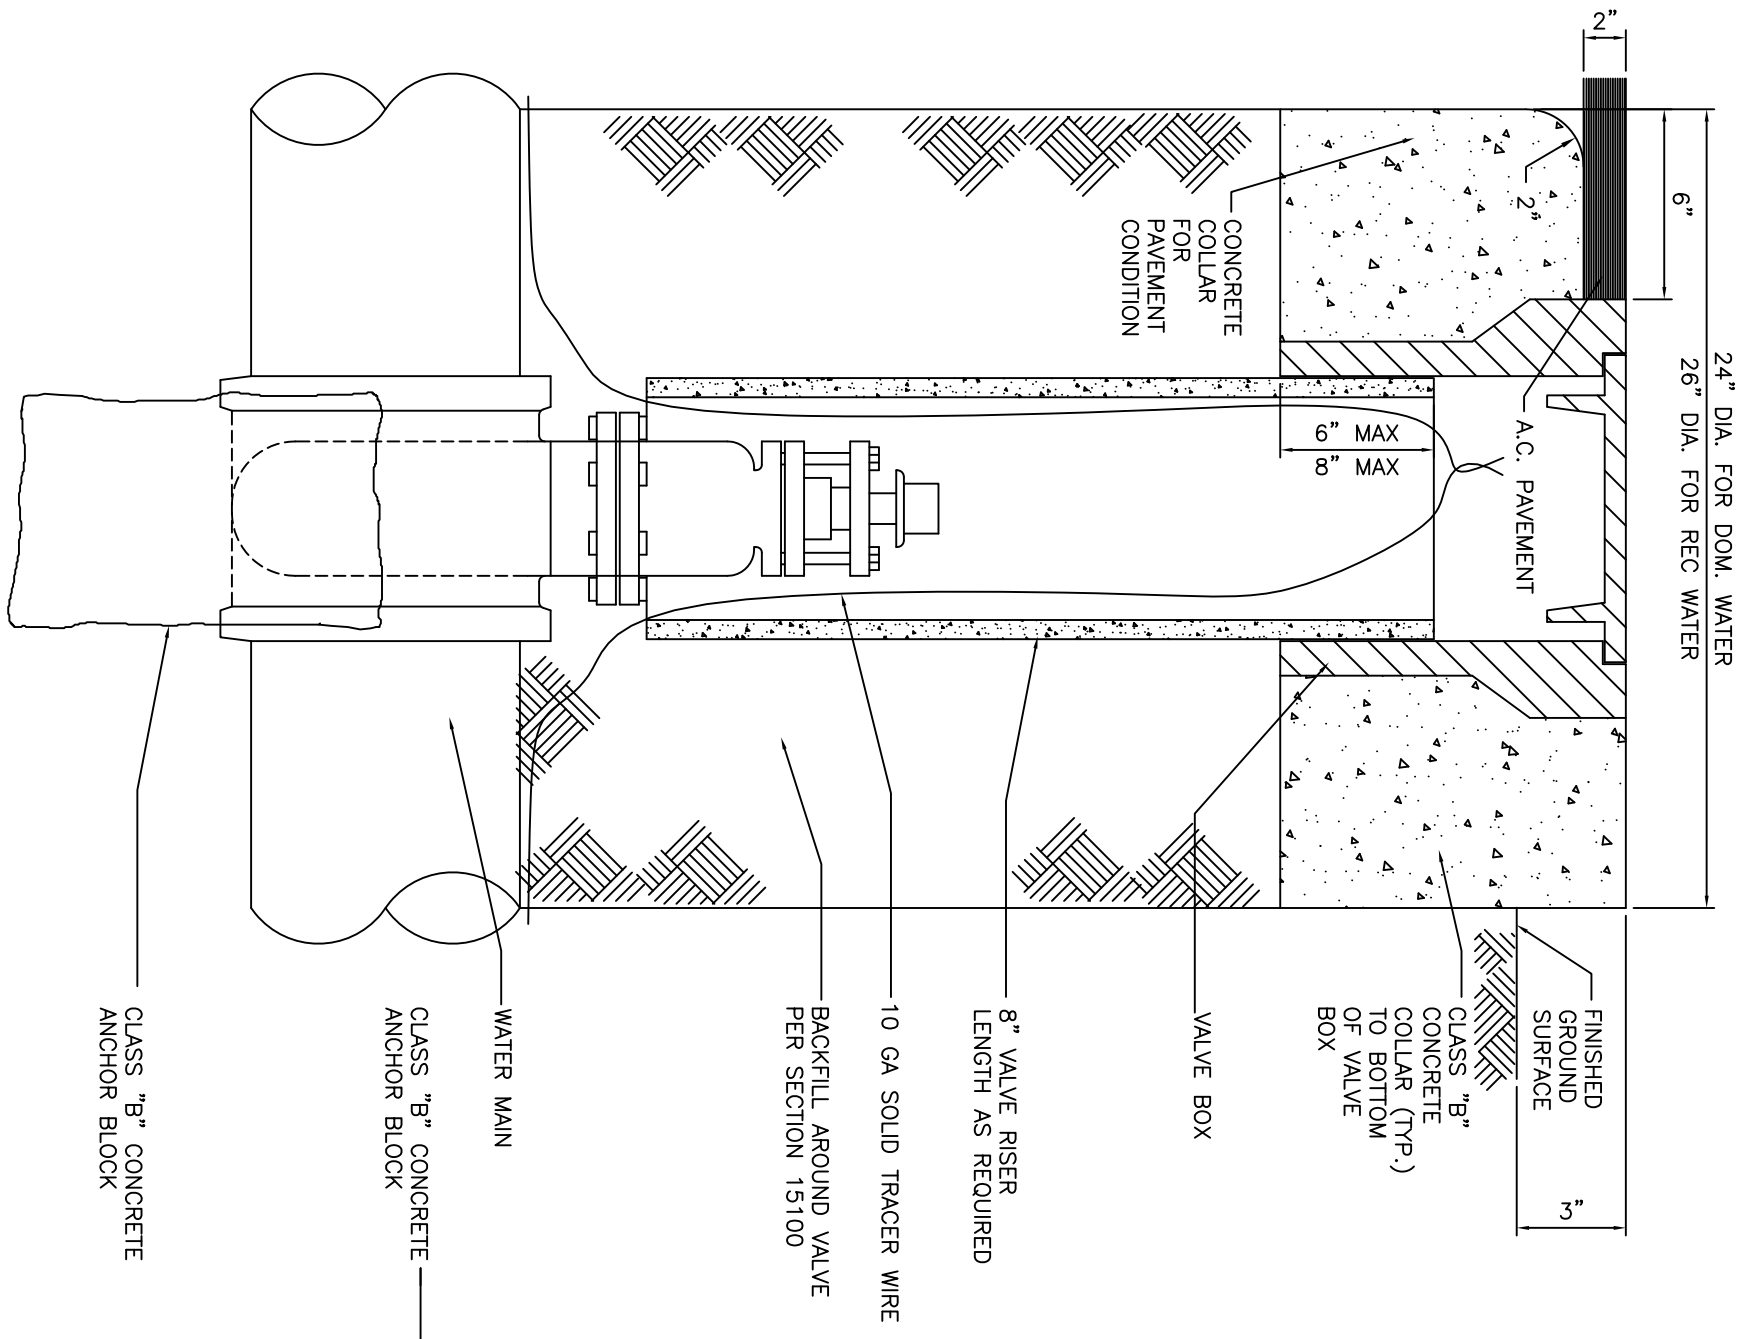 24" DIA. FOR DOM. WATER
26" DIA. FOR REC WATER
6"
2"
2"
A.C. PAVEMENT
6" MAX
8" MAX
CONCRETE
COLLAR
FOR
PAVEMENT
CONDITION
3"
FINISHED
GROUND
SURFACE
CLASS "B"
CONCRETE
COLLAR (TYP.)
TO BOTTOM
OF VALVE
BOX
VALVE BOX
8" VALVE RISER
LENGTH AS REQUIRED
10 GA SOLID TRACER WIRE
BACKFILL AROUND VALVE
PER SECTION 15100
WATER MAIN
CLASS "B" CONCRETE
ANCHOR BLOCK
CLASS "B" CONCRETE
ANCHOR BLOCK